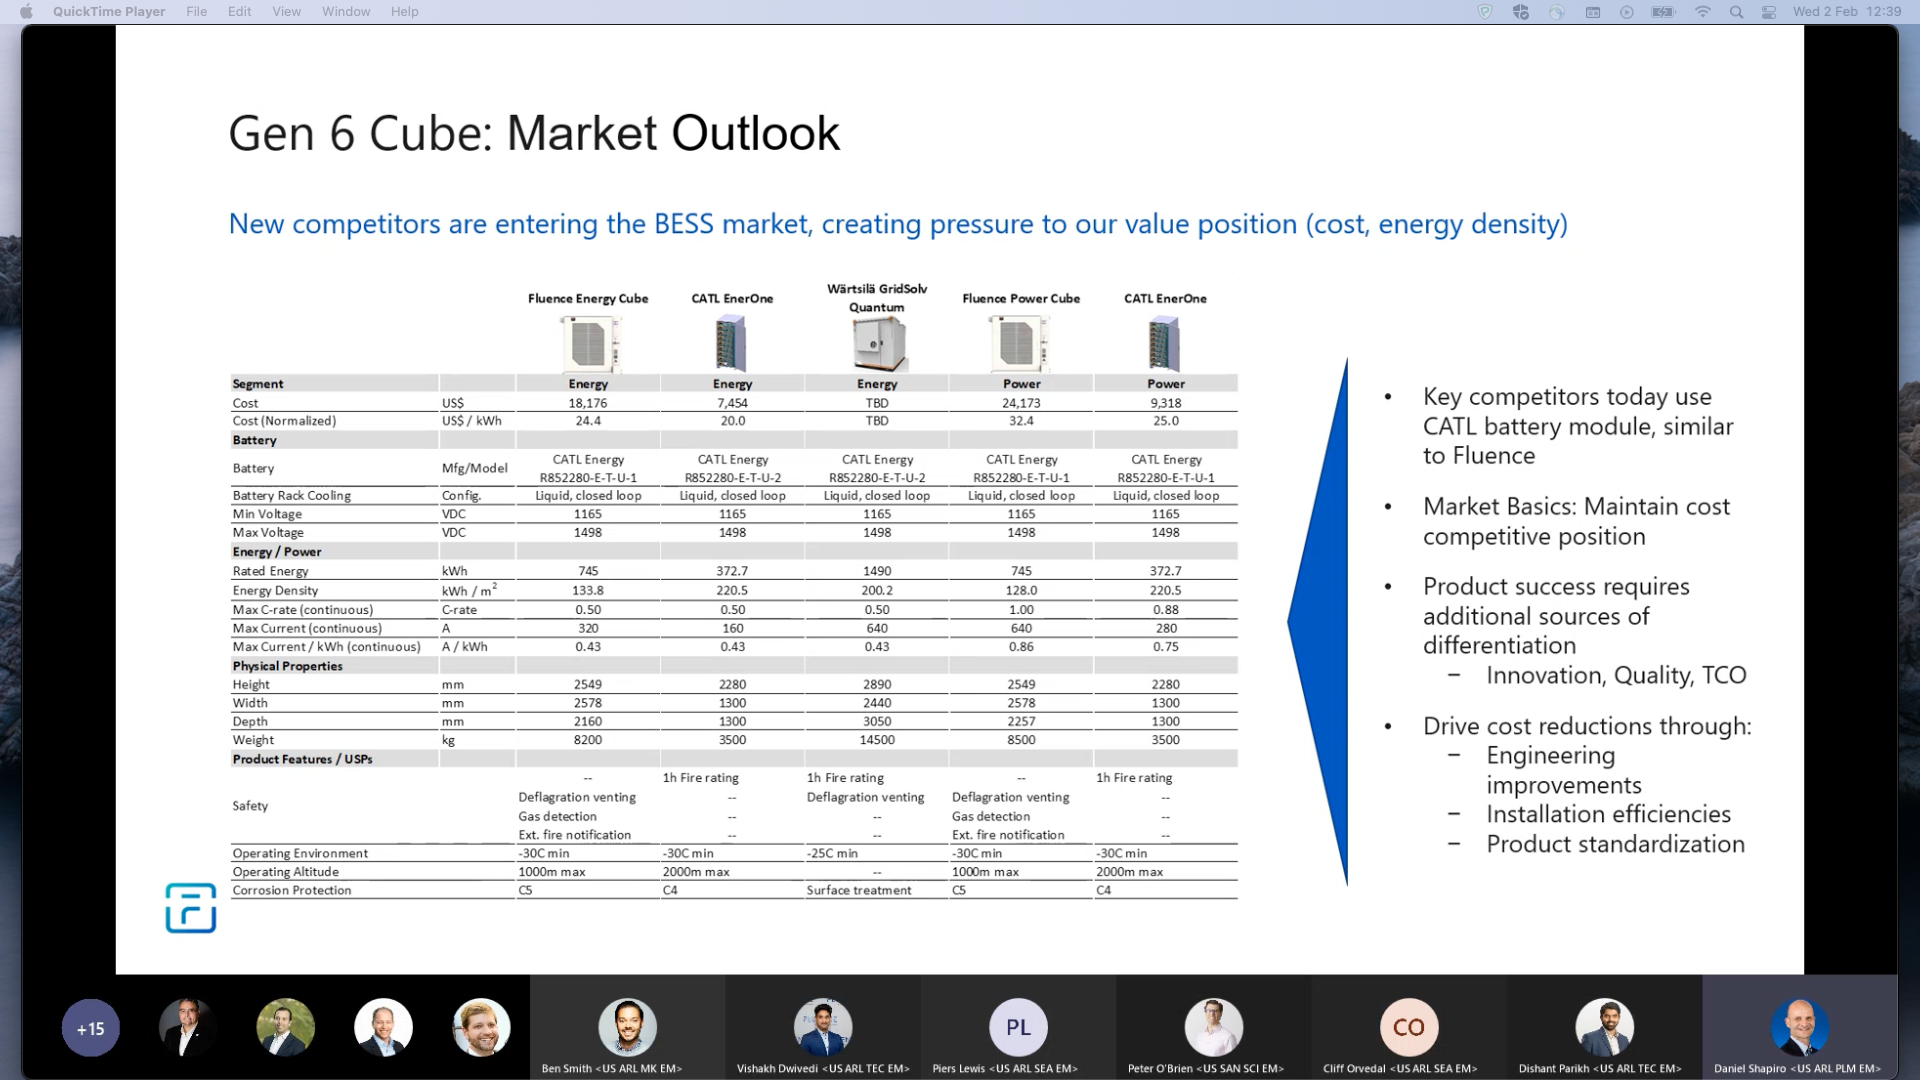 QuickTime Player File Edit View Window Help Wed 2 Feb 12:39
Gen 6 Cube: Market Outlook
New competitors are entering the BESS market, creating pressure to our value position (cost, energy density)
Fluence Energy Cube CATL EnerOne Wärtsilä GridSolv Quantum Fluence Power Cube CATL EnerOne
Segment Energy Energy Energy Power Power
Cost US$ 18,176 7,454 TBD 24,173 9,318
Cost (Normalized) US$ / kWh 24.4 20.0 TBD 32.4 25.0
Battery
Battery Mfg/Model CATL Energy R852280-E-T-U-1 CATL Energy R852280-E-T-U-2 CATL Energy R852280-E-T-U-2 CATL Energy R852280-E-T-U-1 CATL Energy R852280-E-T-U-1
Battery Rack Cooling Config. Liquid, closed loop Liquid, closed loop Liquid, closed loop Liquid, closed loop Liquid, closed loop
Min Voltage VDC 1165 1165 1165 1165 1165
Max Voltage VDC 1498 1498 1498 1498 1498
Energy / Power
Rated Energy kWh 745 372.7 1490 745 372.7
Energy Density kWh / m² 133.8 220.5 200.2 128.0 220.5
Max C-rate (continuous) C-rate 0.50 0.50 0.50 1.00 0.88
Max Current (continuous) A 320 160 640 640 280
Max Current / kWh (continuous) A / kWh 0.43 0.43 0.43 0.86 0.75
Physical Properties
Height mm 2549 2280 2890 2549 2280
Width mm 2578 1300 2440 2578 1300
Depth mm 2160 1300 3050 2257 1300
Weight kg 8200 3500 14500 8500 3500
Product Features / USPs
Safety
-- 1h Fire rating 1h Fire rating -- 1h Fire rating
Deflagration venting -- Deflagration venting Deflagration venting --
Gas detection -- -- Gas detection --
Ext. fire notification -- -- Ext. fire notification --
Operating Environment -30C min -30C min -25C min -30C min -30C min
Operating Altitude 1000m max 2000m max -- 1000m max 2000m max
Corrosion Protection C5 C4 Surface treatment C5 C4
• Key competitors today use
CATL battery module, similar
to Fluence
• Market Basics: Maintain cost
competitive position
• Product success requires
additional sources of
differentiation
– Innovation, Quality, TCO
• Drive cost reductions through:
– Engineering
improvements
– Installation efficiencies
– Product standardization
+15 PL CO
Ben Smith <US ARL MK EM> Vishakh Dwivedi <US ARL TEC EM> Piers Lewis <US ARL SEA EM> Peter O'Brien <US SAN SCI EM> Cliff Orvedal <US ARL SEA EM> Dishant Parikh <US ARL TEC EM> Daniel Shapiro <US ARL PLM EM>